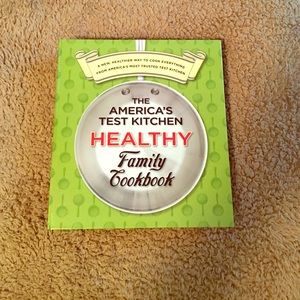 A NEW, HEALTHIER WAY TO COOK EVERYTHING
FROM AMERICA'S MOST TRUSTED TEST KITCHEN
THE
AMERICA'S
TEST KITCHEN
HEALTHY
Family
Cookbook